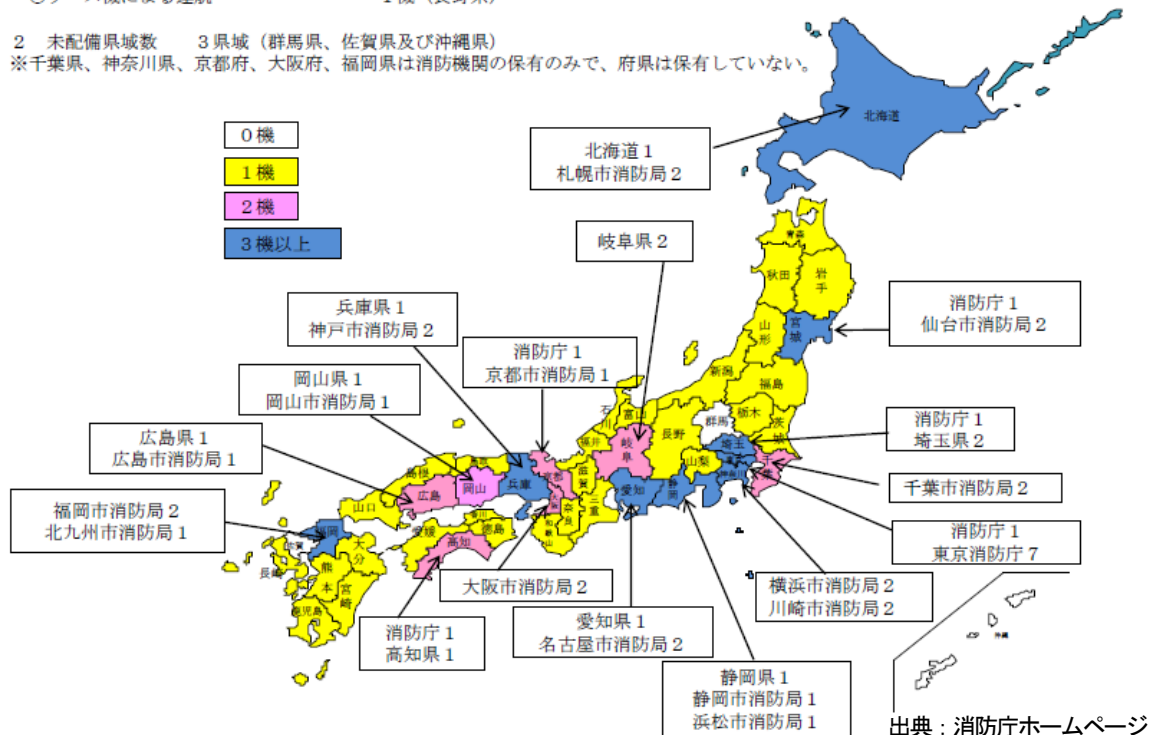 2 未配備県域数 3県域（群馬県、佐賀県及び沖縄県）
※千葉県、神奈川県、京都府、大阪府、福岡県は消防機関の保有のみで、府県は保有していない。
0機
1機
2機
3機以上
北海道1
札幌市消防局2
北海道
岐阜県2
青森
秋田
岩手
兵庫県1
神戸市消防局2
消防庁1
仙台市消防局2
山形
宮城
消防庁1
京都市消防局1
岡山県1
岡山市消防局1
新潟
福島
石川
富山
長野
群馬
栃木
茨城
消防庁1
埼玉県2
広島県1
広島市消防局1
福井
岐阜
埼玉
山梨
千葉
神奈川
鳥取
島根
京都
滋賀
愛知
静岡
千葉市消防局2
広島
岡山
兵庫
大阪
奈良
三重
和歌山
福岡市消防局2
北九州市消防局1
山口
香川
徳島
愛媛
高知
消防庁1
東京消防庁7
福岡
佐賀
大分
長崎
熊本
宮崎
鹿児島
大阪市消防局2
横浜市消防局2
川崎市消防局2
愛知県1
名古屋市消防局2
消防庁1
高知県1
沖縄
静岡県1
静岡市消防局1
浜松市消防局1
出典：消防庁ホームページ